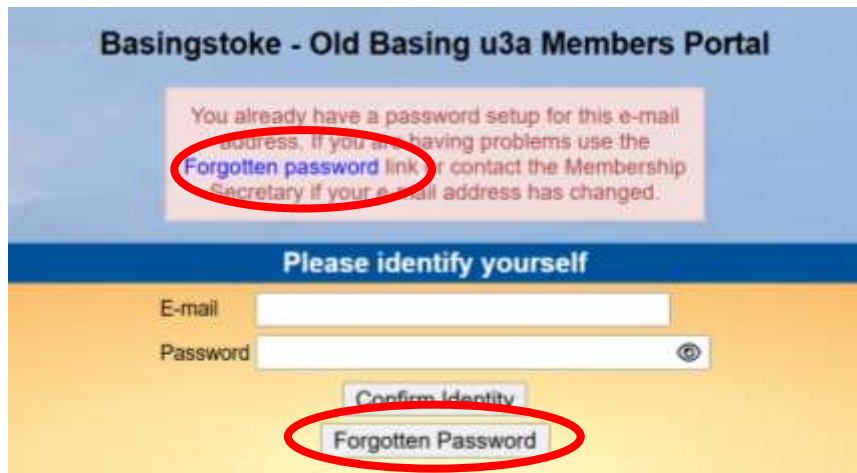 Basingstoke - Old Basing u3a Members Portal
You already have a password setup for this e-mail
address. If you are having problems use the
Forgotten password link or contact the Membership
Secretary if your e-mail address has changed.
Please identify yourself
E-mail
Password
Confirm Identity
Forgotten Password